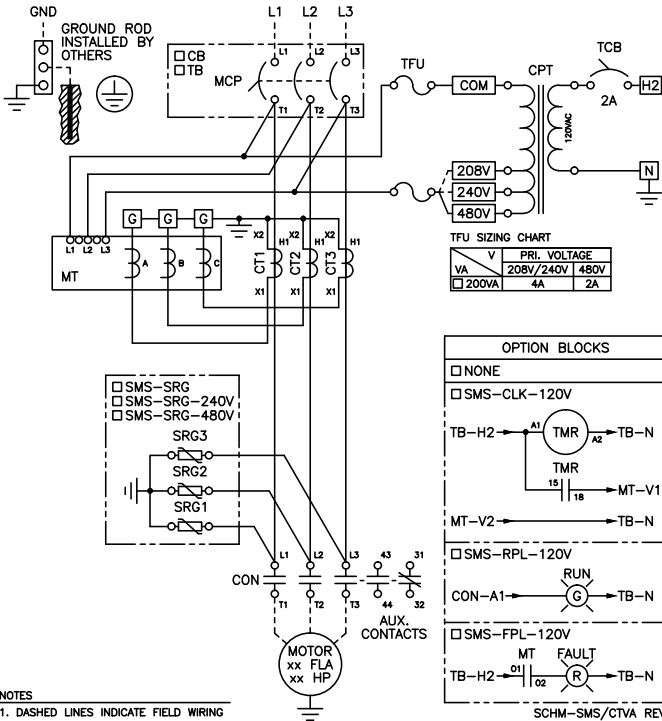 GND
GROUND ROD
INSTALLED BY
OTHERS
L1 L2 L3
CB
TB
MCP
L1 L2 L3
T1 T2 T3
TFU
COM
CPT
TCB
2A
H2
120VAC
N
208V
240V
480V
TFU SIZING CHART
V PRI. VOLTAGE
VA 208V/240V 480V
200VA 4A 2A
G G G
L1 L2 L3
MT
A B C
X2 H1 X2 H1 X2 H1
CT1 CT2 CT3
X1 X1 X1
SMS-SRG
SMS-SRG-240V
SMS-SRG-480V
SRG3
SRG2
SRG1
L1 L2 L3 43 31
CON
T1 T2 T3 44 32
AUX.
CONTACTS
MOTOR
xx FLA
xx HP
OPTION BLOCKS
NONE
SMS-CLK-120V
TB-H2 A1 TMR A2 TB-N
TMR
15 18 MT-V1
MT-V2 TB-N
SMS-RPL-120V
RUN
CON-A1 G TB-N
SMS-FPL-120V
MT FAULT
TB-H2 01 02 R TB-N
NOTES
1. DASHED LINES INDICATE FIELD WIRING
SCHM-SMS/CTVA REV